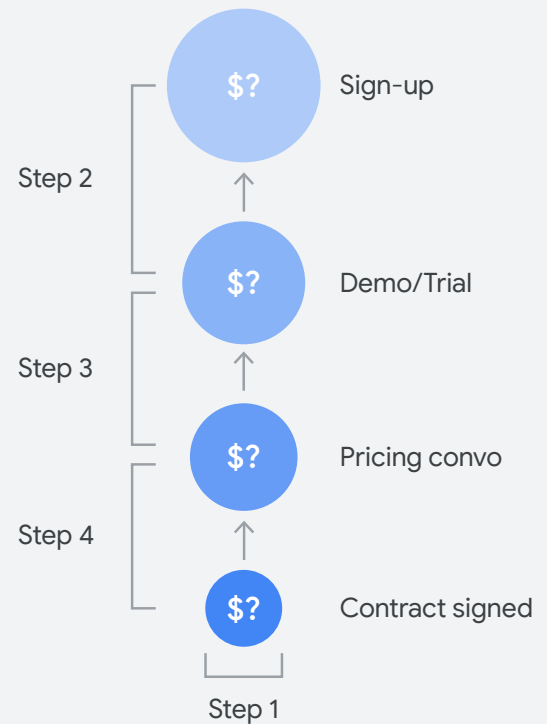 $?
Sign-up
Step 2
$?
Demo/Trial
Step 3
$?
Pricing convo
Step 4
$?
Contract signed
Step 1